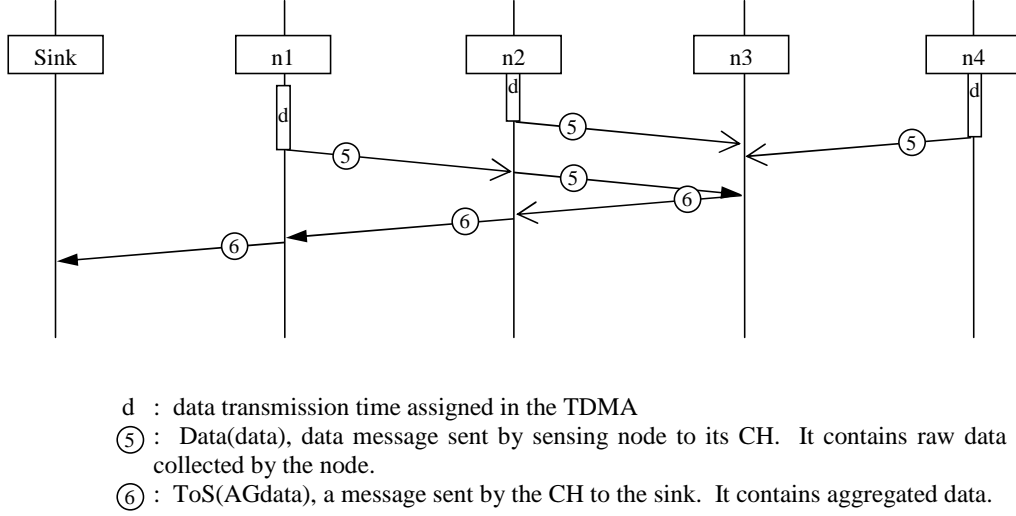 Sink n1 n2 n3 n4
d d
d
5
5 5
5
6
6
6
d : data transmission time assigned in the TDMA
5 : Data(data), data message sent by sensing node to its CH. It contains raw data
collected by the node.
6 : ToS(AGdata), a message sent by the CH to the sink. It contains aggregated data.